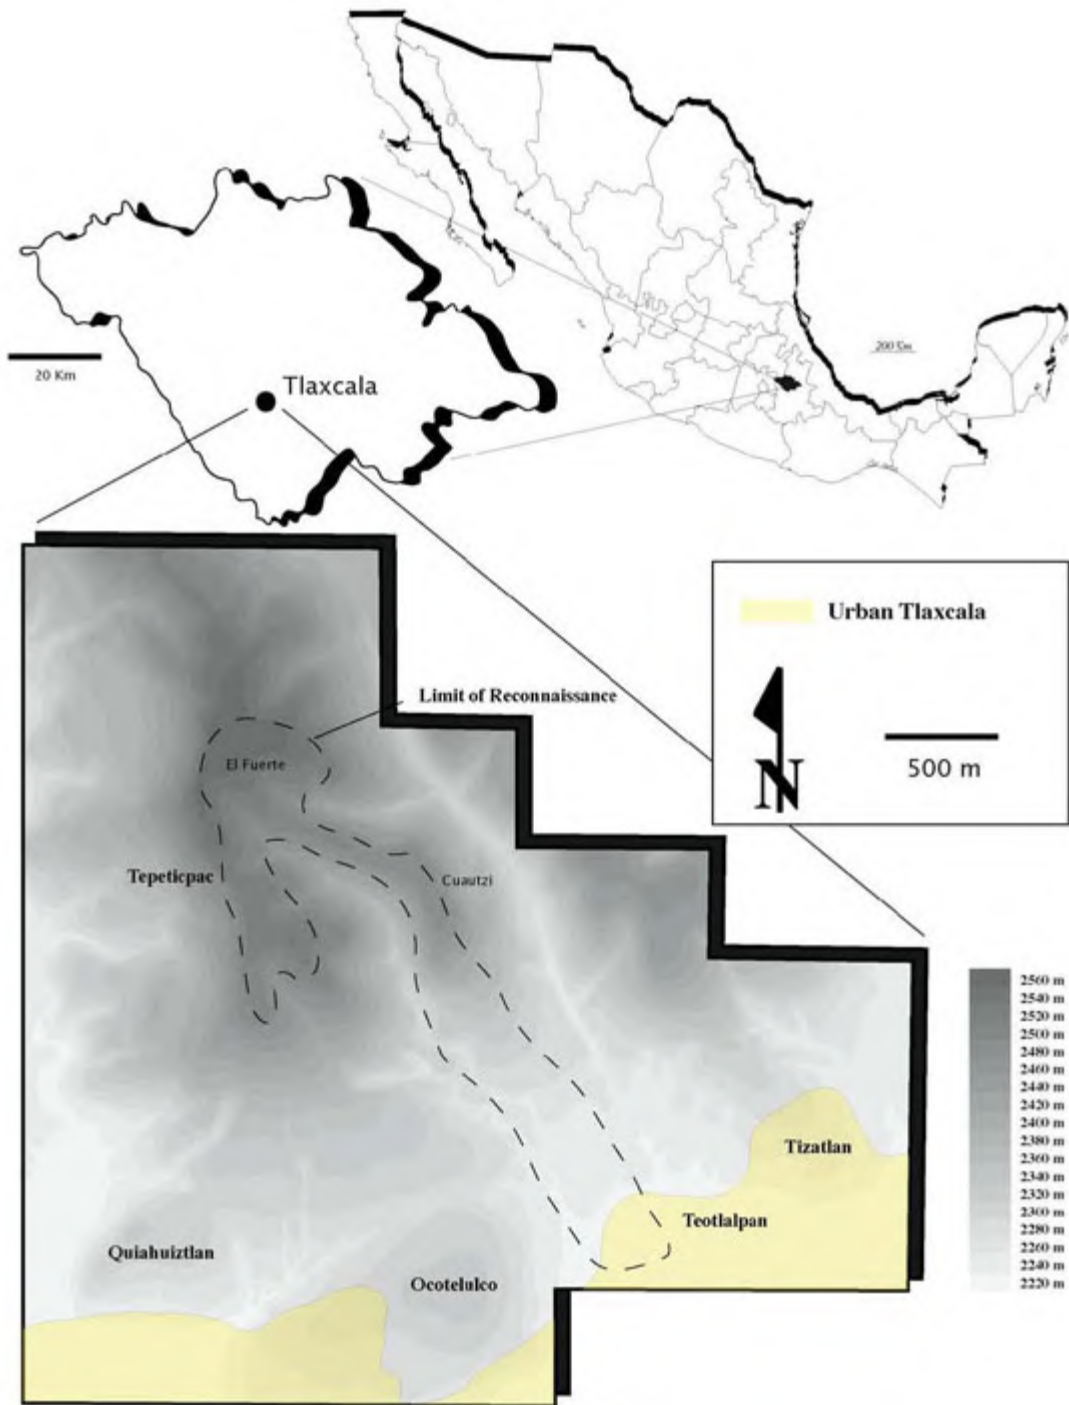 200 Km
20 Km
Tlaxcala
Urban Tlaxcala
N
500 m
Limit of Reconnaissance
El Fuerte
Tepeticpac
Cuautzi
2560 m
2540 m
2520 m
2500 m
2480 m
2460 m
2440 m
2420 m
2400 m
2380 m
2360 m
2340 m
2320 m
2300 m
2280 m
2260 m
2240 m
2220 m
Tizatlan
Teotlalpan
Quiahuiztlan
Ocotelulco